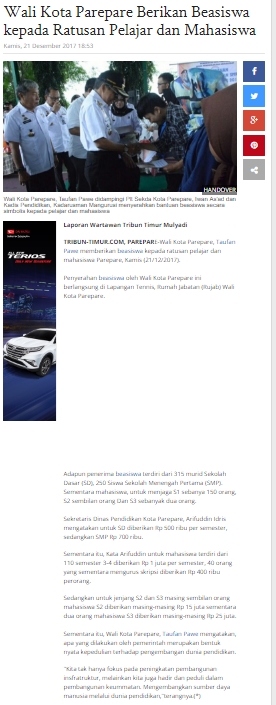 Wali Kota Parepare Berikan Beasiswa
kepada Ratusan Pelajar dan Mahasiswa
Kamis, 21 Desember 2017 18:53
HANDOVER
Wali Kota Parepare, Taufan Pawe didampingi Plt Sekda Kota Parepare, Iwan As'ad dan
Kadis Pendidikan, Kadarusman Mangurusi menyerahkan bantuan beasiswa secara
simbolis kepada pelajar dan mahasiswa
Laporan Wartawan Tribun Timur Mulyadi
TERIOS
TRIBUN-TIMUR.COM, PAREPARE-Wali Kota Parepare, Taufan
Pawe memberikan beasiswa kepada ratusan pelajar dan
mahasiswa Parepare, Kamis (21/12/2017).
Penyerahan beasiswa oleh Wali Kota Parepare ini
berlangsung di Lapangan Tennis, Rumah Jabatan (Rujab) Wali
Kota Parepare.
Adapun penerima beasiswa terdiri dari 315 murid Sekolah
Dasar (SD), 250 Siswa Sekolah Menengah Pertama (SMP).
Sementara mahasiswa, untuk menjaga S1 sebanya 150 orang,
S2 sembilan orang Dan S3 sebanyak dua orang.
Sekretaris Dinas Pendidikan Kota Parepare, Arifuddin Idris
mengatakan untuk SD diberikan Rp 500 ribu per semester,
sedangkan SMP Rp 700 ribu.
Sementara itu, Kata Arifuddin untuk mahasiswa terdiri dari
110 semester 3-4 diberikan Rp 1 juta per semester, 40 orang
yang sementara mengurus skripsi diberikan Rp 400 ribu
perorang.
Sedangkan untuk jenjang S2 dan S3 masing sembilan orang
mahasiswa S2 diberikan masing-masing Rp 15 juta sementara
dua orang mahasiswa S3 diberikan masing-masing Rp 25 juta.
Sementara itu, Wali Kota Parepare, Taufan Pawe mengatakan,
apa yang dilakukan oleh pemerintah merupakan bentuk
nyata kepedulian terhadap pengembangan dunia pendidikan.
"Kita tak hanya fokus pada peningkatan pembangunan
insfratruktur, melainkan kita juga hadir dan peduli dalam
pembangunan keummatan. Mengembangkan sumber daya
manusia melalui dunia pendidikan,"terangnya.(*)